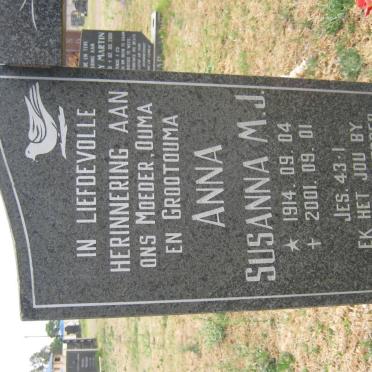 IN LIEFDEVOLLE
HERINNERING AAN
ONS MOEDER, OUMA
EN GROOTOUMA
ANNA
SUSANNA M.J.
★ 1914. 09. 04
✝ 2001. 09. 01
JES. 43:1
EK HET JOU BY
MARTIN